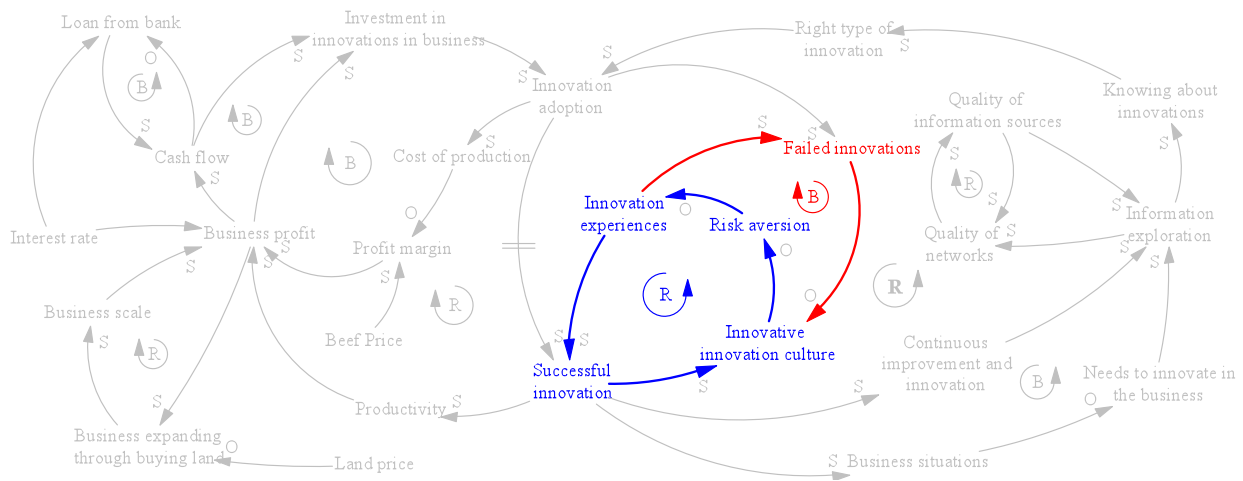 Loan from bank
Investment in
innovations in business
Right type of
innovation
S
S
O
S
S
B
S
Innovation
adoption
Knowing about
innovations
Quality of
information sources
B
S
S
S
S
Cash flow
Cost of production
Failed innovations
S
S
B
S
R
B
S
O
Innovation
experiences
O
Risk aversion
S
S
Information
exploration
Interest rate
Business profit
Profit margin
Quality of
networks
S
S
S
S
S
S
O
R
R
R
O
Business scale
R
S
Beef Price
S
S
Innovative
innovation culture
Continuous
improvement and
innovation
Successful
innovation
B
Needs to innovate in
the business
S
S
O
S
S
Productivity
Business expanding
through buying land
O
Land price
S
Business situations